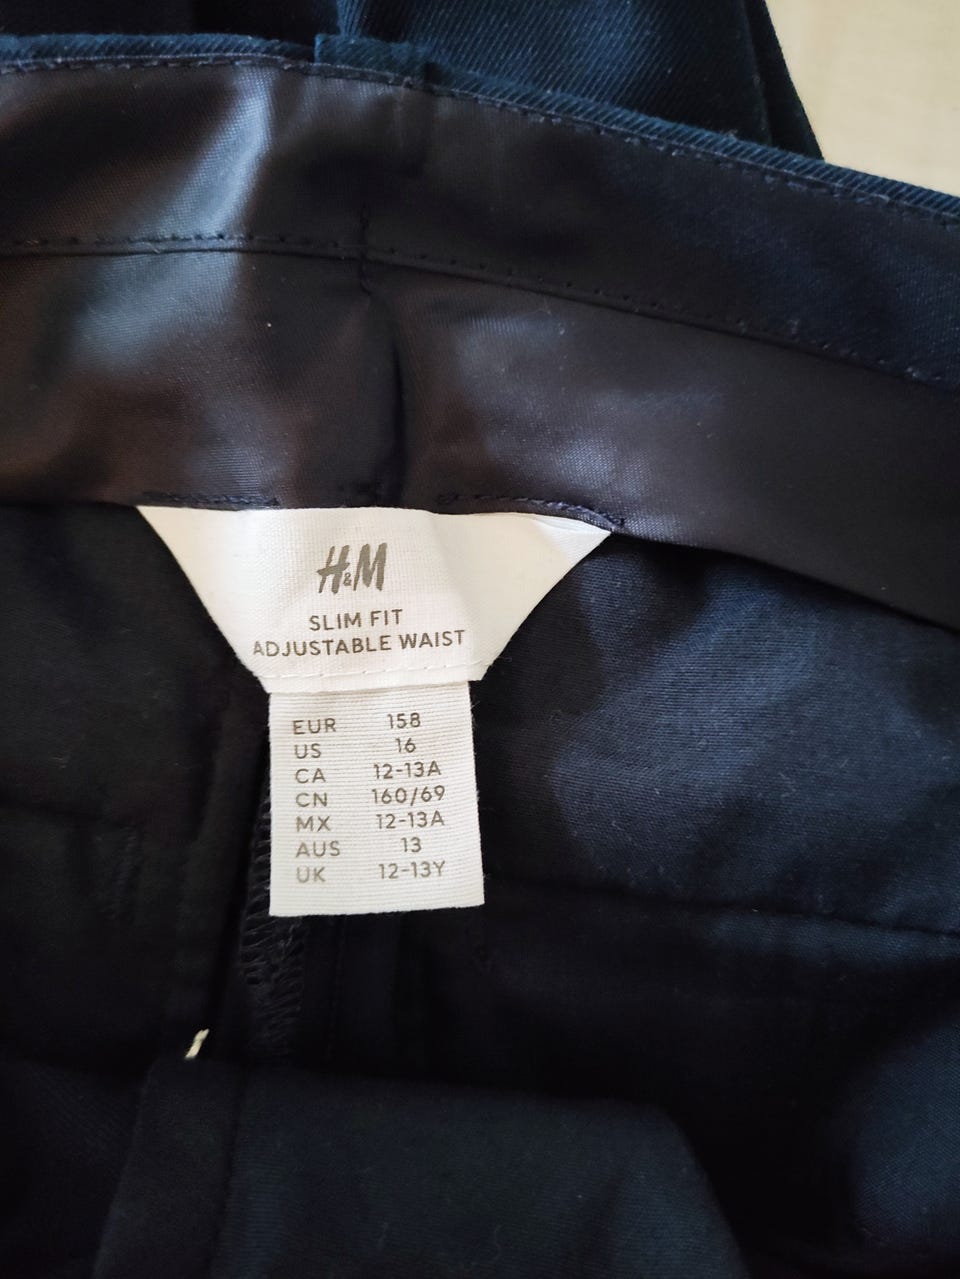 H&M
SLIM FIT
ADJUSTABLE WAIST
EUR 158
US 16
CA 12-13A
CN 160/69
MX 12-13A
AUS 13
UK 12-13Y